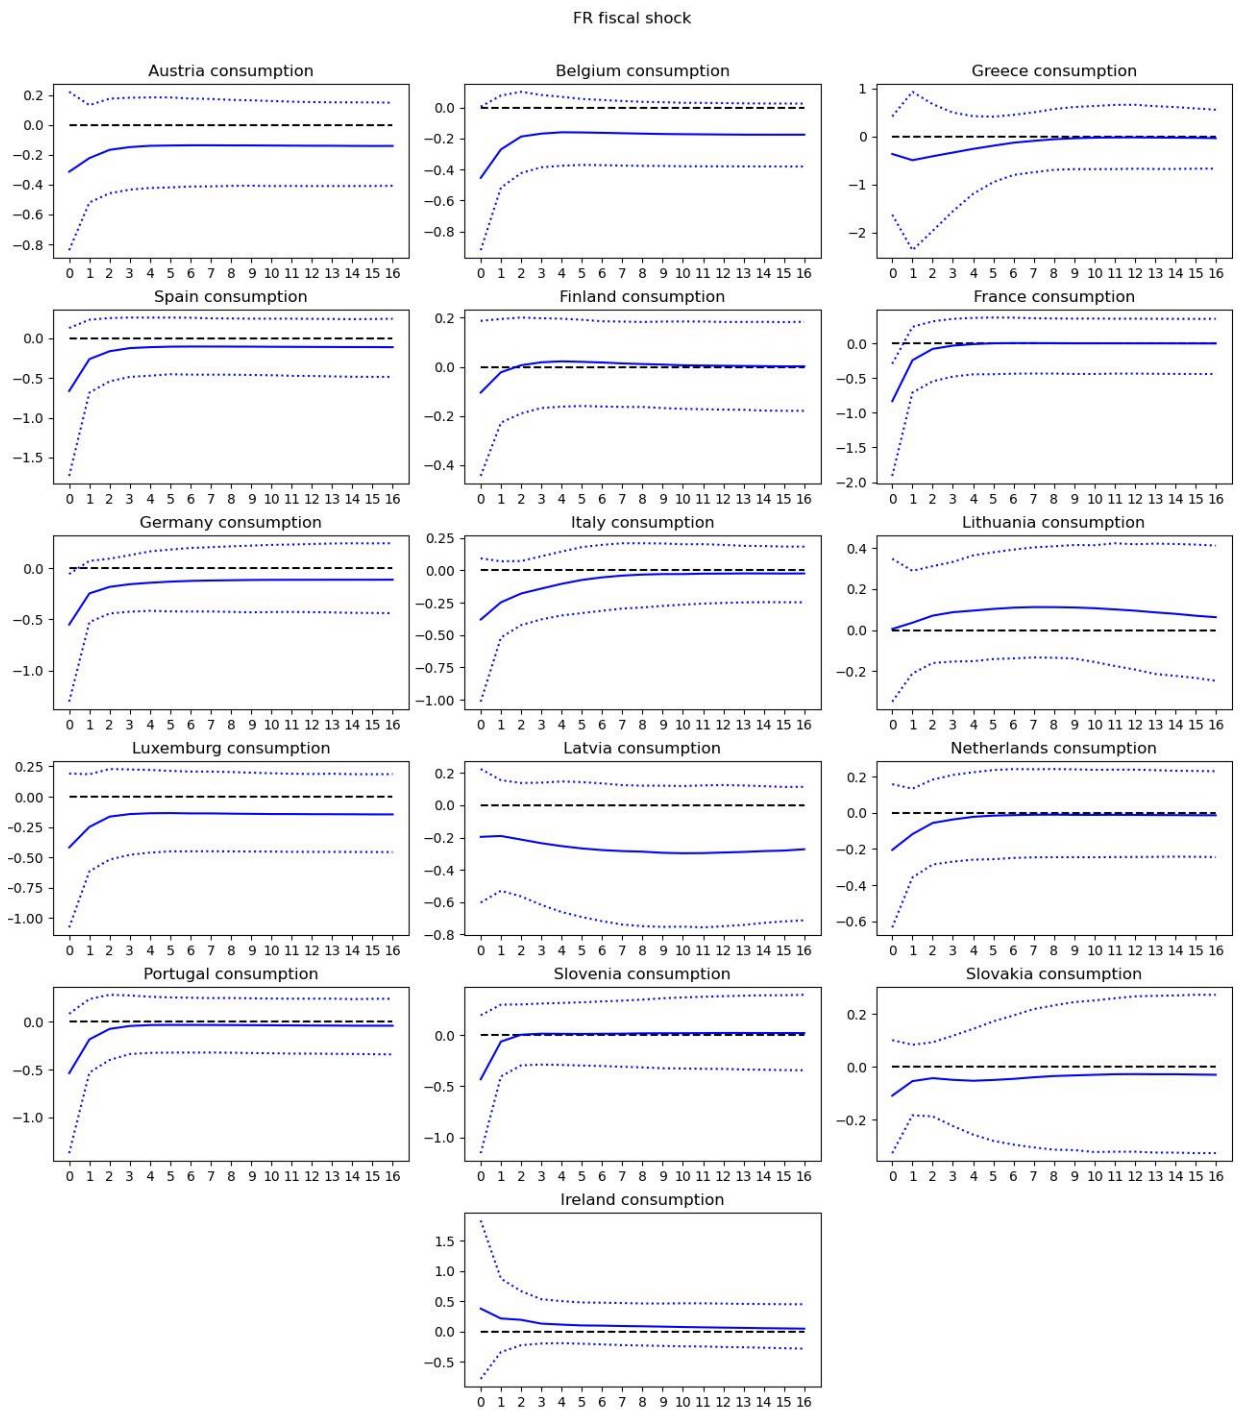 FR fiscal shock
Austria consumption
0.2
0.0
−0.2
−0.4
−0.6
−0.8
0 1 2 3 4 5 6 7 8 9 10 11 12 13 14 15 16
Belgium consumption
0.0
−0.2
−0.4
−0.6
−0.8
0 1 2 3 4 5 6 7 8 9 10 11 12 13 14 15 16
Greece consumption
1
0
−1
−2
0 1 2 3 4 5 6 7 8 9 10 11 12 13 14 15 16
Spain consumption
0.0
−0.5
−1.0
−1.5
0 1 2 3 4 5 6 7 8 9 10 11 12 13 14 15 16
Finland consumption
0.2
0.0
−0.2
−0.4
0 1 2 3 4 5 6 7 8 9 10 11 12 13 14 15 16
France consumption
0.0
−0.5
−1.0
−1.5
−2.0
0 1 2 3 4 5 6 7 8 9 10 11 12 13 14 15 16
Germany consumption
0.0
−0.5
−1.0
0 1 2 3 4 5 6 7 8 9 10 11 12 13 14 15 16
Italy consumption
0.25
0.00
−0.25
−0.50
−0.75
−1.00
0 1 2 3 4 5 6 7 8 9 10 11 12 13 14 15 16
Lithuania consumption
0.4
0.2
0.0
−0.2
0 1 2 3 4 5 6 7 8 9 10 11 12 13 14 15 16
Luxemburg consumption
0.25
0.00
−0.25
−0.50
−0.75
−1.00
0 1 2 3 4 5 6 7 8 9 10 11 12 13 14 15 16
Latvia consumption
0.2
0.0
−0.2
−0.4
−0.6
−0.8
0 1 2 3 4 5 6 7 8 9 10 11 12 13 14 15 16
Netherlands consumption
0.2
0.0
−0.2
−0.4
−0.6
0 1 2 3 4 5 6 7 8 9 10 11 12 13 14 15 16
Portugal consumption
0.0
−0.5
−1.0
0 1 2 3 4 5 6 7 8 9 10 11 12 13 14 15 16
Slovenia consumption
0.0
−0.5
−1.0
0 1 2 3 4 5 6 7 8 9 10 11 12 13 14 15 16
Slovakia consumption
0.2
0.0
−0.2
0 1 2 3 4 5 6 7 8 9 10 11 12 13 14 15 16
Ireland consumption
1.5
1.0
0.5
0.0
−0.5
0 1 2 3 4 5 6 7 8 9 10 11 12 13 14 15 16